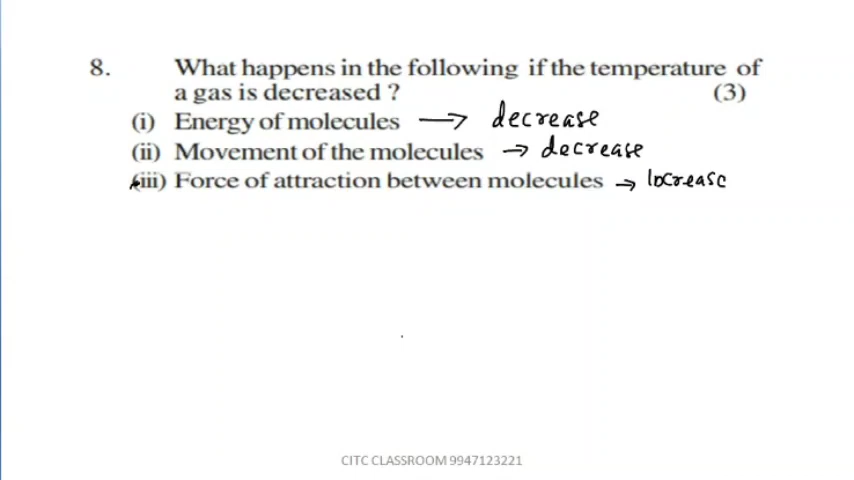 8. What happens in the following if the temperature of
a gas is decreased ? (3)
(i) Energy of molecules → decrease
(ii) Movement of the molecules → decrease
(iii) Force of attraction between molecules → Increase
CITC CLASSROOM 9947123221